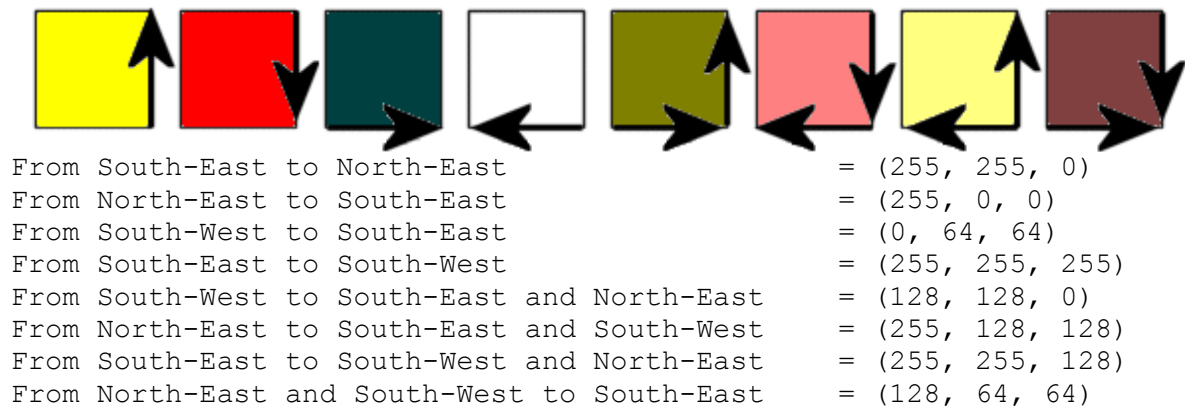 From South-East to North-East = (255, 255, 0)
From North-East to South-East = (255, 0, 0)
From South-West to South-East = (0, 64, 64)
From South-East to South-West = (255, 255, 255)
From South-West to South-East and North-East = (128, 128, 0)
From North-East to South-East and South-West = (255, 128, 128)
From South-East to South-West and North-East = (255, 255, 128)
From North-East and South-West to South-East = (128, 64, 64)